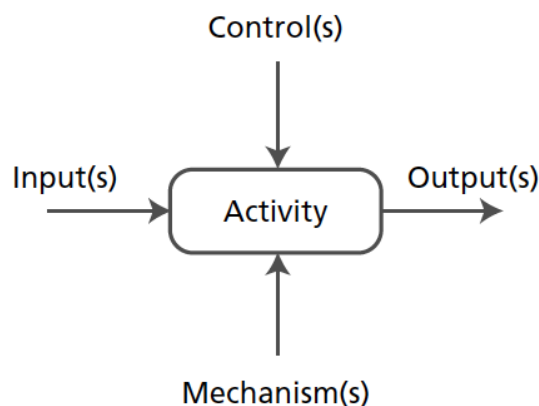 Control(s)
Input(s)
Output(s)
Activity
Mechanism(s)